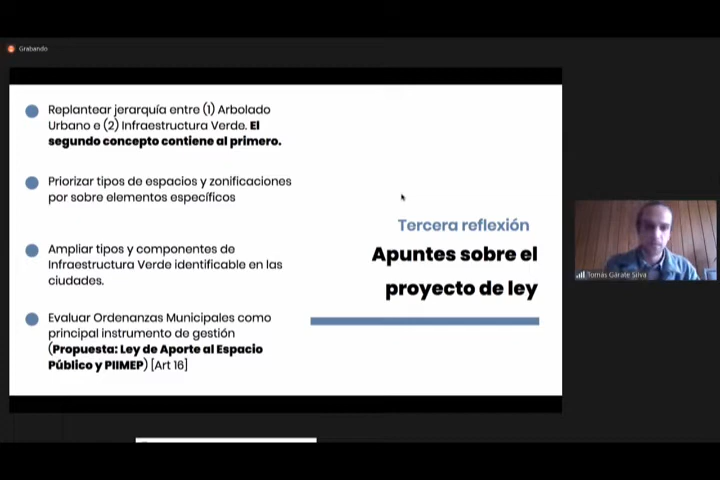 Grabando
Replantear jerarquía entre (1) Arbolado
Urbano e (2) Infraestructura Verde. El
segundo concepto contiene al primero.
Priorizar tipos de espacios y zonificaciones
por sobre elementos específicos
Ampliar tipos y componentes de
Infraestructura Verde identificable en las
ciudades.
Evaluar Ordenanzas Municipales como
principal instrumento de gestión
(Propuesta: Ley de Aporte al Espacio
Público y PIIMEP) [Art 16]
Tercera reflexión
Apuntes sobre el
proyecto de ley
Tomás Gárate Silva